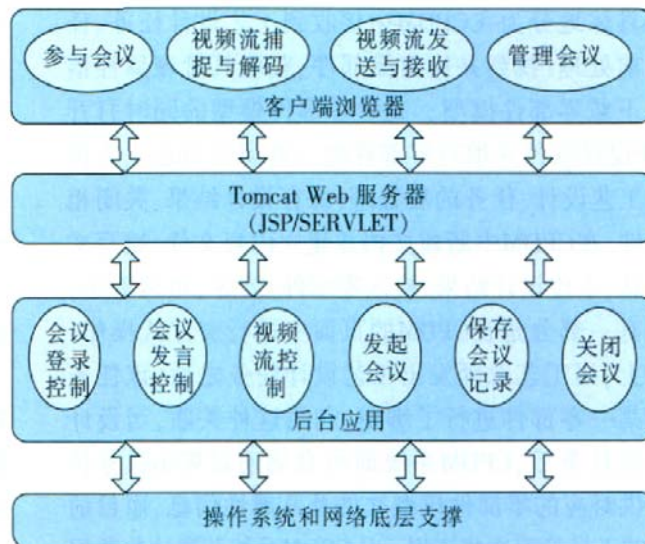 参与会议
视频流捕
捉与解码
视频流发
送与接收
管理会议
客户端浏览器
Tomcat Web 服务器
(JSP/SERVLET)
会议
登录
控制
会议
发言
控制
视频
流控
制
发起
会议
保存
会议
记录
关闭
会议
后台应用
操作系统和网络底层支撑